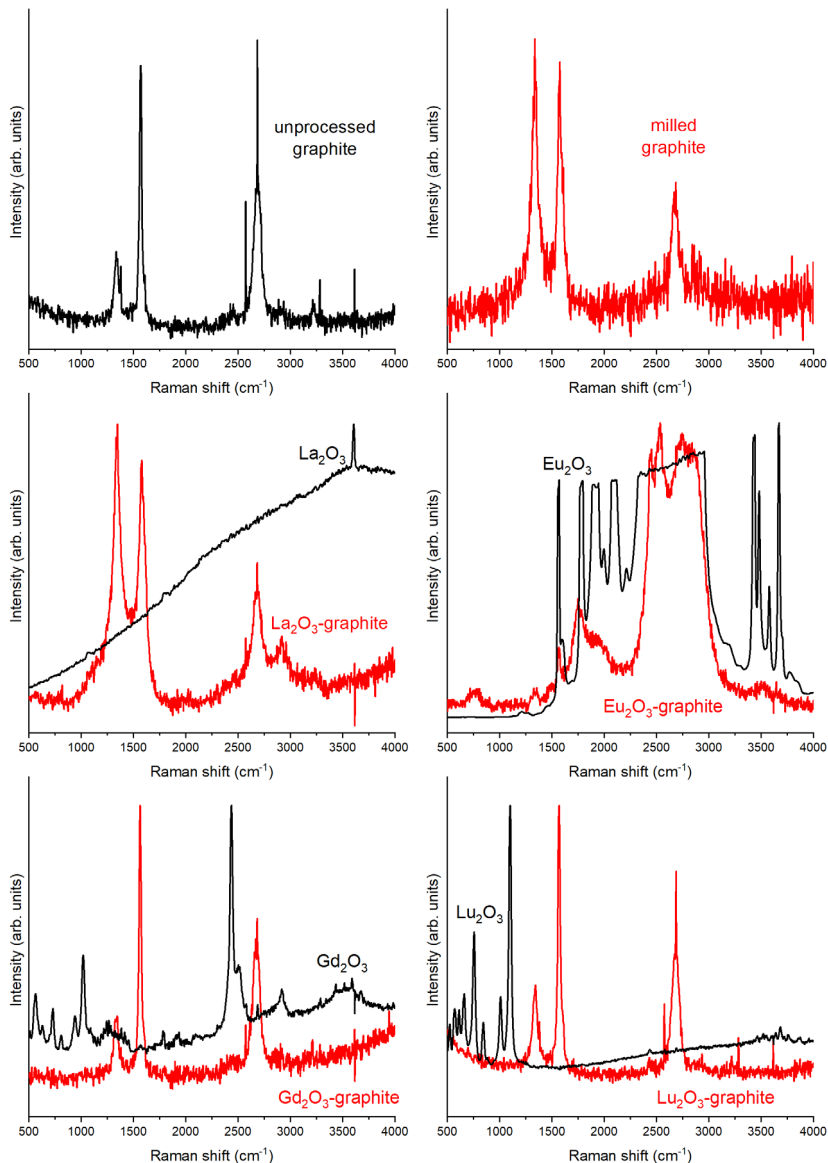 Intensity (arb. units)
unprocessed
graphite
500 1000 1500 2000 2500 3000 3500 4000
Raman shift (cm⁻¹)
Intensity (arb. units)
milled
graphite
500 1000 1500 2000 2500 3000 3500 4000
Raman shift (cm⁻¹)
Intensity (arb. units)
La₂O₃
La₂O₃-graphite
500 1000 1500 2000 2500 3000 3500 4000
Raman shift (cm⁻¹)
Intensity (arb. units)
Eu₂O₃
Eu₂O₃-graphite
500 1000 1500 2000 2500 3000 3500 4000
Raman shift (cm⁻¹)
Intensity (arb. units)
Gd₂O₃
Gd₂O₃-graphite
500 1000 1500 2000 2500 3000 3500 4000
Raman shift (cm⁻¹)
Intensity (arb. units)
Lu₂O₃
Lu₂O₃-graphite
500 1000 1500 2000 2500 3000 3500 4000
Raman shift (cm⁻¹)